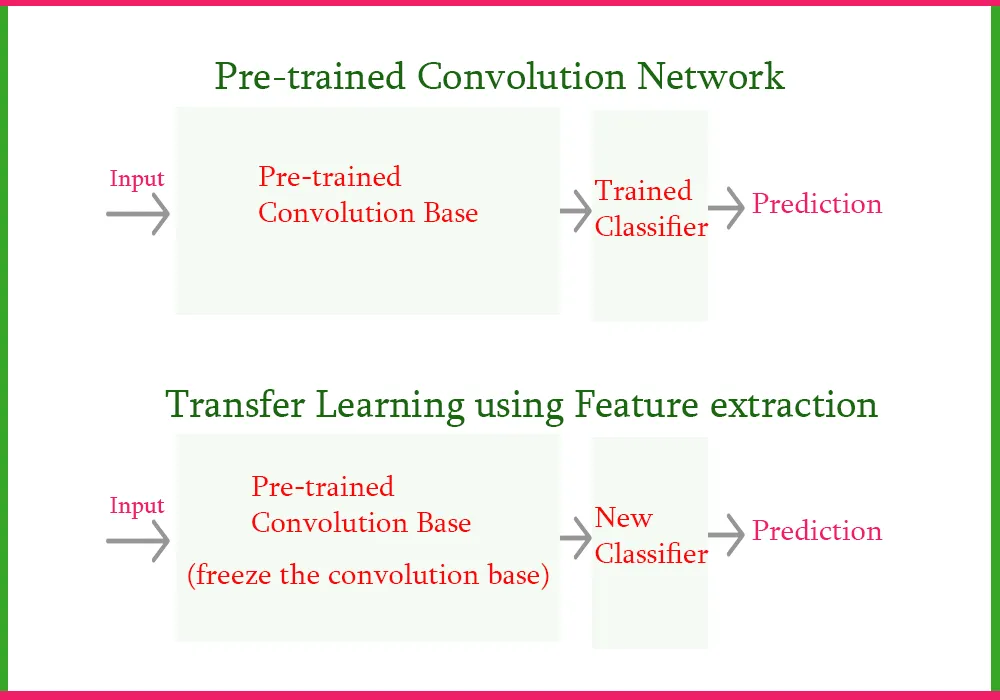 Pre-trained Convolution Network
Input
Pre-trained
Convolution Base
Trained
Classifier
Prediction
Transfer Learning using Feature extraction
Input
Pre-trained
Convolution Base
(freeze the convolution base)
New
Classifier
Prediction